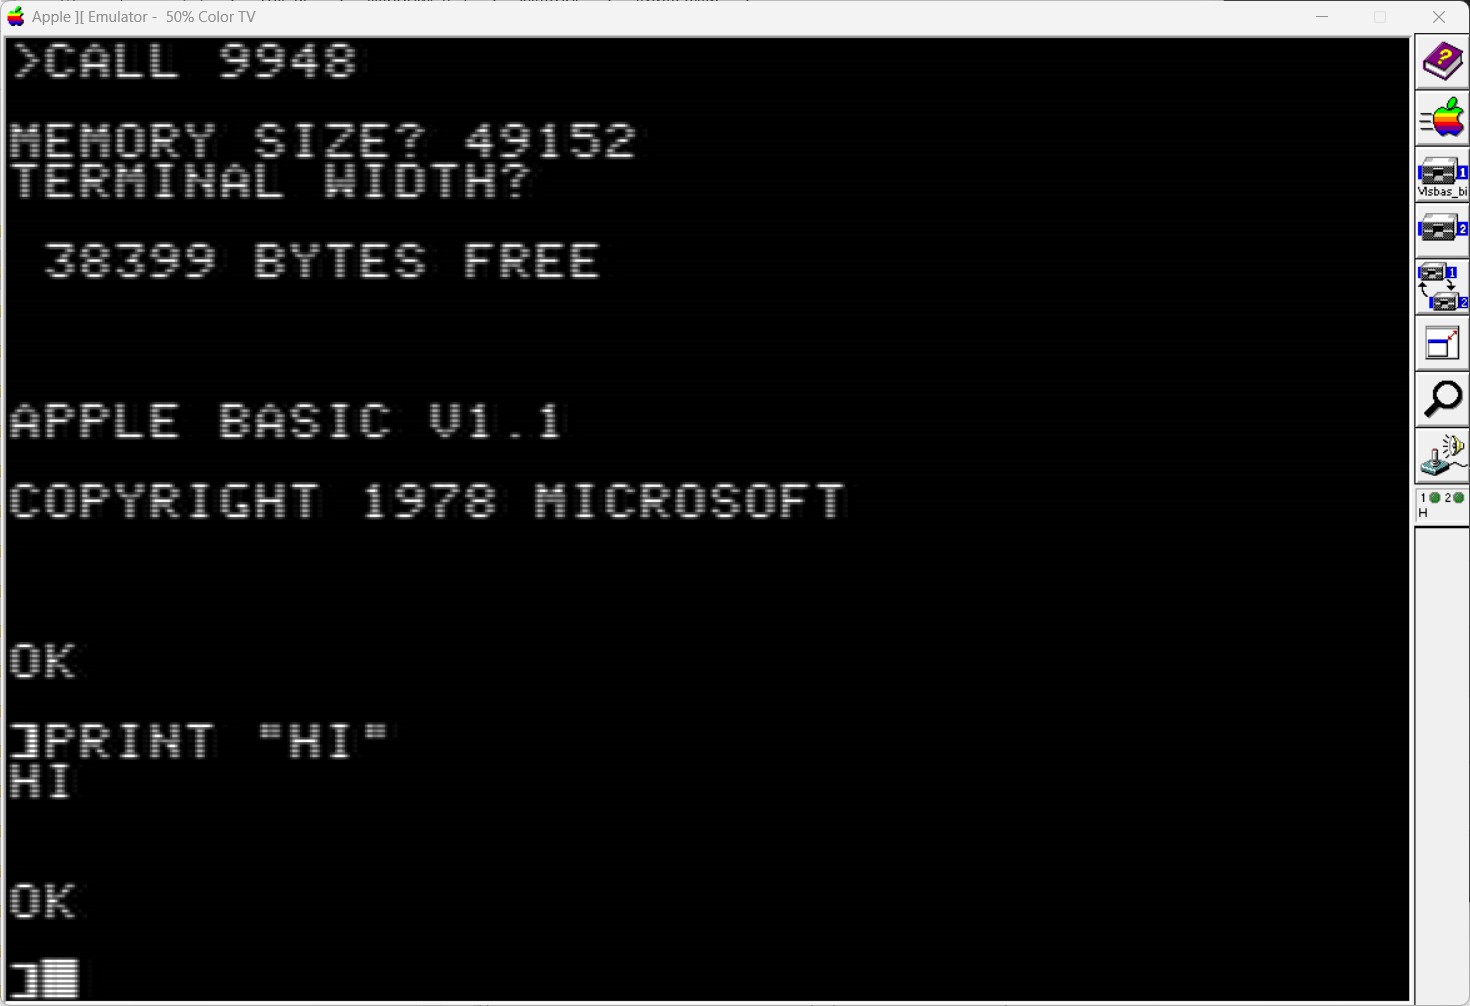 Apple ][ Emulator - 50% Color TV
>CALL 9948
MEMORY SIZE? 49152
TERMINAL WIDTH?
38399 BYTES FREE
APPLE BASIC V1.1
COPYRIGHT 1978 MICROSOFT
OK
]PRINT "HI"
HI
OK
]
?
1
Msbas_bi
2
1
2
1 2
H